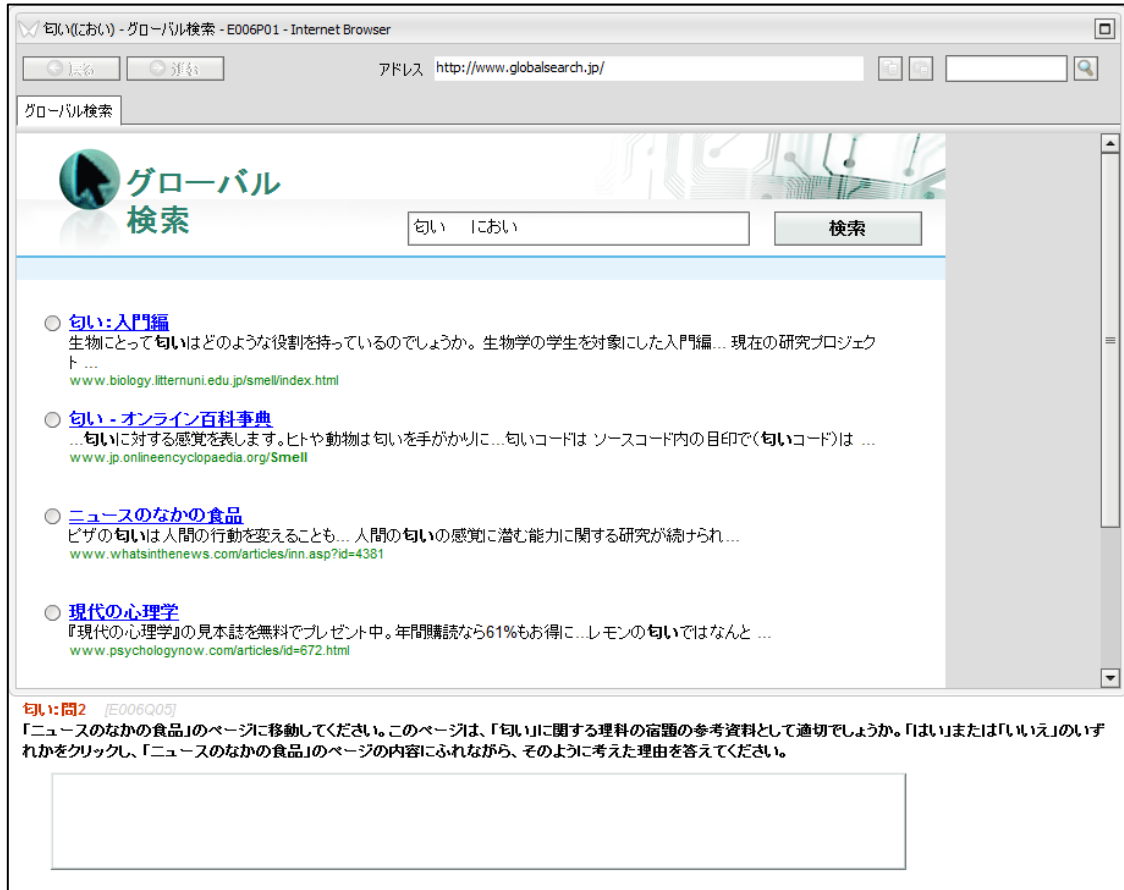 匂い(におい) - グローバル検索 - E006P01 - Internet Browser
戻る 進む アドレス http://www.globalsearch.jp/
グローバル検索
グローバル
検索
匂い におい 検索
匂い：入門編
生物にとって匂いはどのような役割を持っているのでしょうか。 生物学の学生を対象にした入門編... 現在の研究プロジェク
ト ...
www.biology.litternuni.edu.jp/smell/index.html
匂い - オンライン百科事典
...匂いに対する感覚を表します。ヒトや動物は匂いを手がかりに...匂いコードは ソースコード内の目印で(匂いコード)は ...
www.jp.onlineencyclopaedia.org/Smell
ニュースのなかの食品
ピザの匂いは人間の行動を変えることも... 人間の匂いの感覚に潜む能力に関する研究が続けられ...
www.whatsinthenews.com/articles/inn.asp?id=4381
現代の心理学
『現代の心理学』の見本誌を無料でプレゼント中。年間購読なら61%もお得に...レモンの匂いではなんと ...
www.psychologynow.com/articles/id=672.html
匂い：問2 [E006Q05]
「ニュースのなかの食品」のページに移動してください。このページは、「匂い」に関する理科の宿題の参考資料として適切でしょうか。「はい」または「いいえ」のいず
れかをクリックし、「ニュースのなかの食品」のページの内容にふれながら、そのように考えた理由を答えてください。